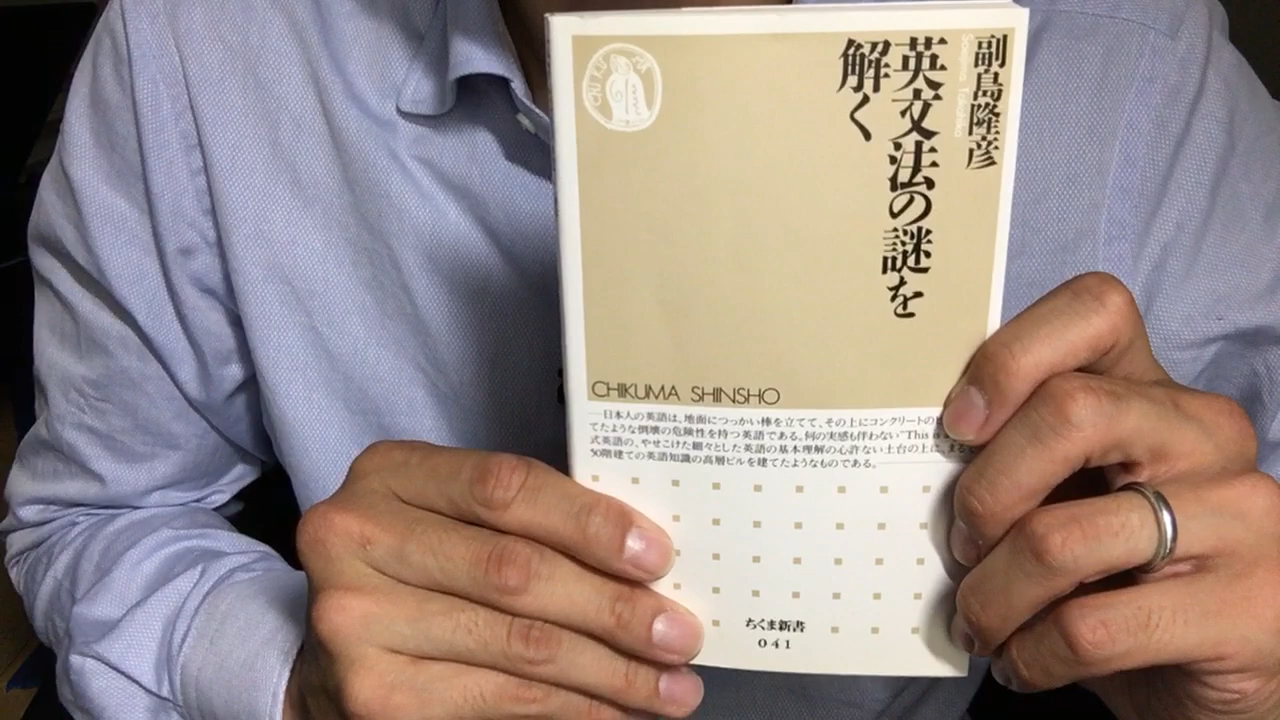 副島隆彦
Soejima Takahiko
英文法の謎を
解く
CHIKUMA
CHIKUMA SHINSHO
―日本人の英語は、地面につっかい棒を立てて、その上にコンクリートの
てたような倒壊の危険性を持つ英語である。何の実感も伴わない"This is
式英語の、やせこけた細々とした英語の基本理解の心許ない土台の上に、まるで
50階建ての英語知識の高層ビルを建てたようなものである。―
ちくま新書
041